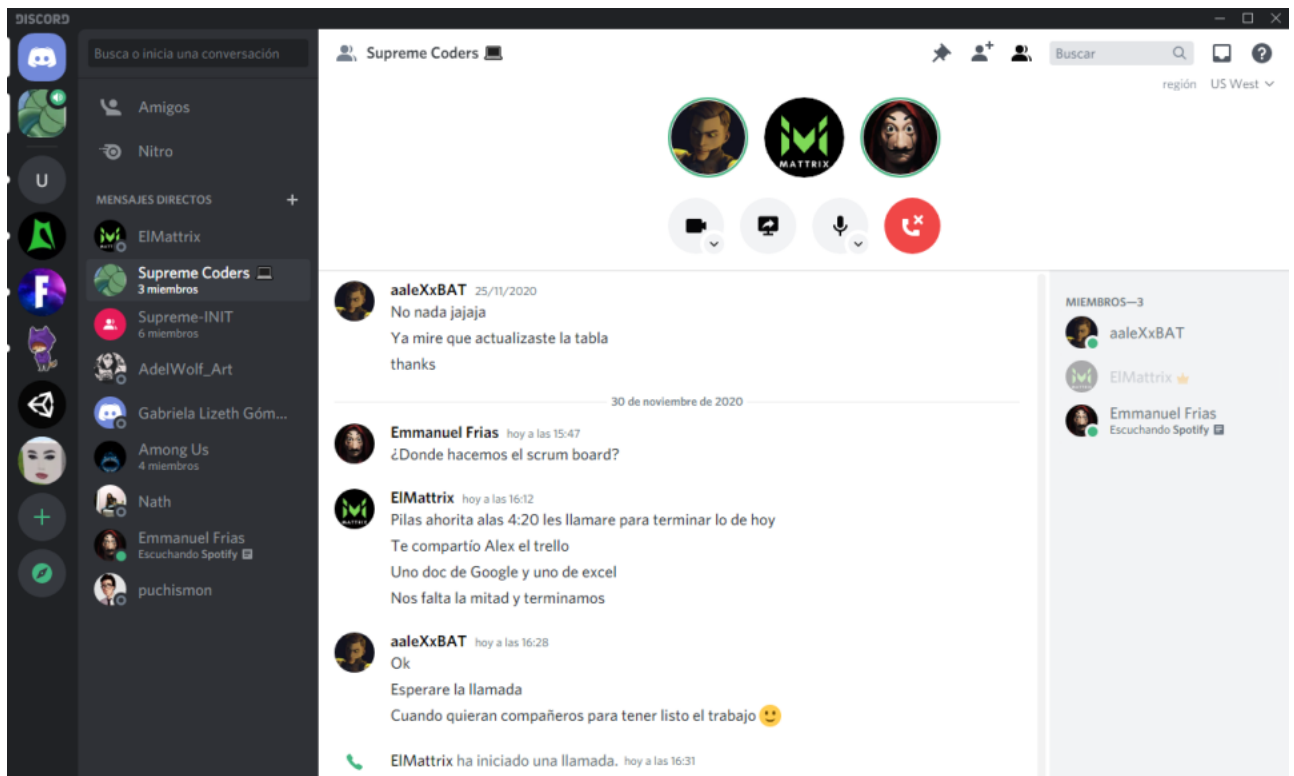 DISCORD
Busca o inicia una conversación
Amigos
Nitro
MENSAJES DIRECTOS
ElMattrix
Supreme Coders
3 miembros
Supreme-INIT
6 miembros
AdelWolf_Art
Gabriela Lizeth Góm...
Among Us
4 miembros
Nath
Emmanuel Frias
Escuchando Spotify
puchismon
U
F
Supreme Coders
Buscar
región US West
MATTRIX
aaleXxBAT 25/11/2020
No nada jajaja
Ya mire que actualizaste la tabla
thanks
30 de noviembre de 2020
Emmanuel Frias hoy a las 15:47
¿Donde hacemos el scrum board?
ElMattrix hoy a las 16:12
Pilas ahorita alas 4:20 les llamare para terminar lo de hoy
Te compartío Alex el trello
Uno doc de Google y uno de excel
Nos falta la mitad y terminamos
aaleXxBAT hoy a las 16:28
Ok
Esperare la llamada
Cuando quieran compañeros para tener listo el trabajo 🙂
ElMattrix ha iniciado una llamada. hoy a las 16:31
MIEMBROS—3
aaleXxBAT
ElMattrix
Emmanuel Frias
Escuchando Spotify